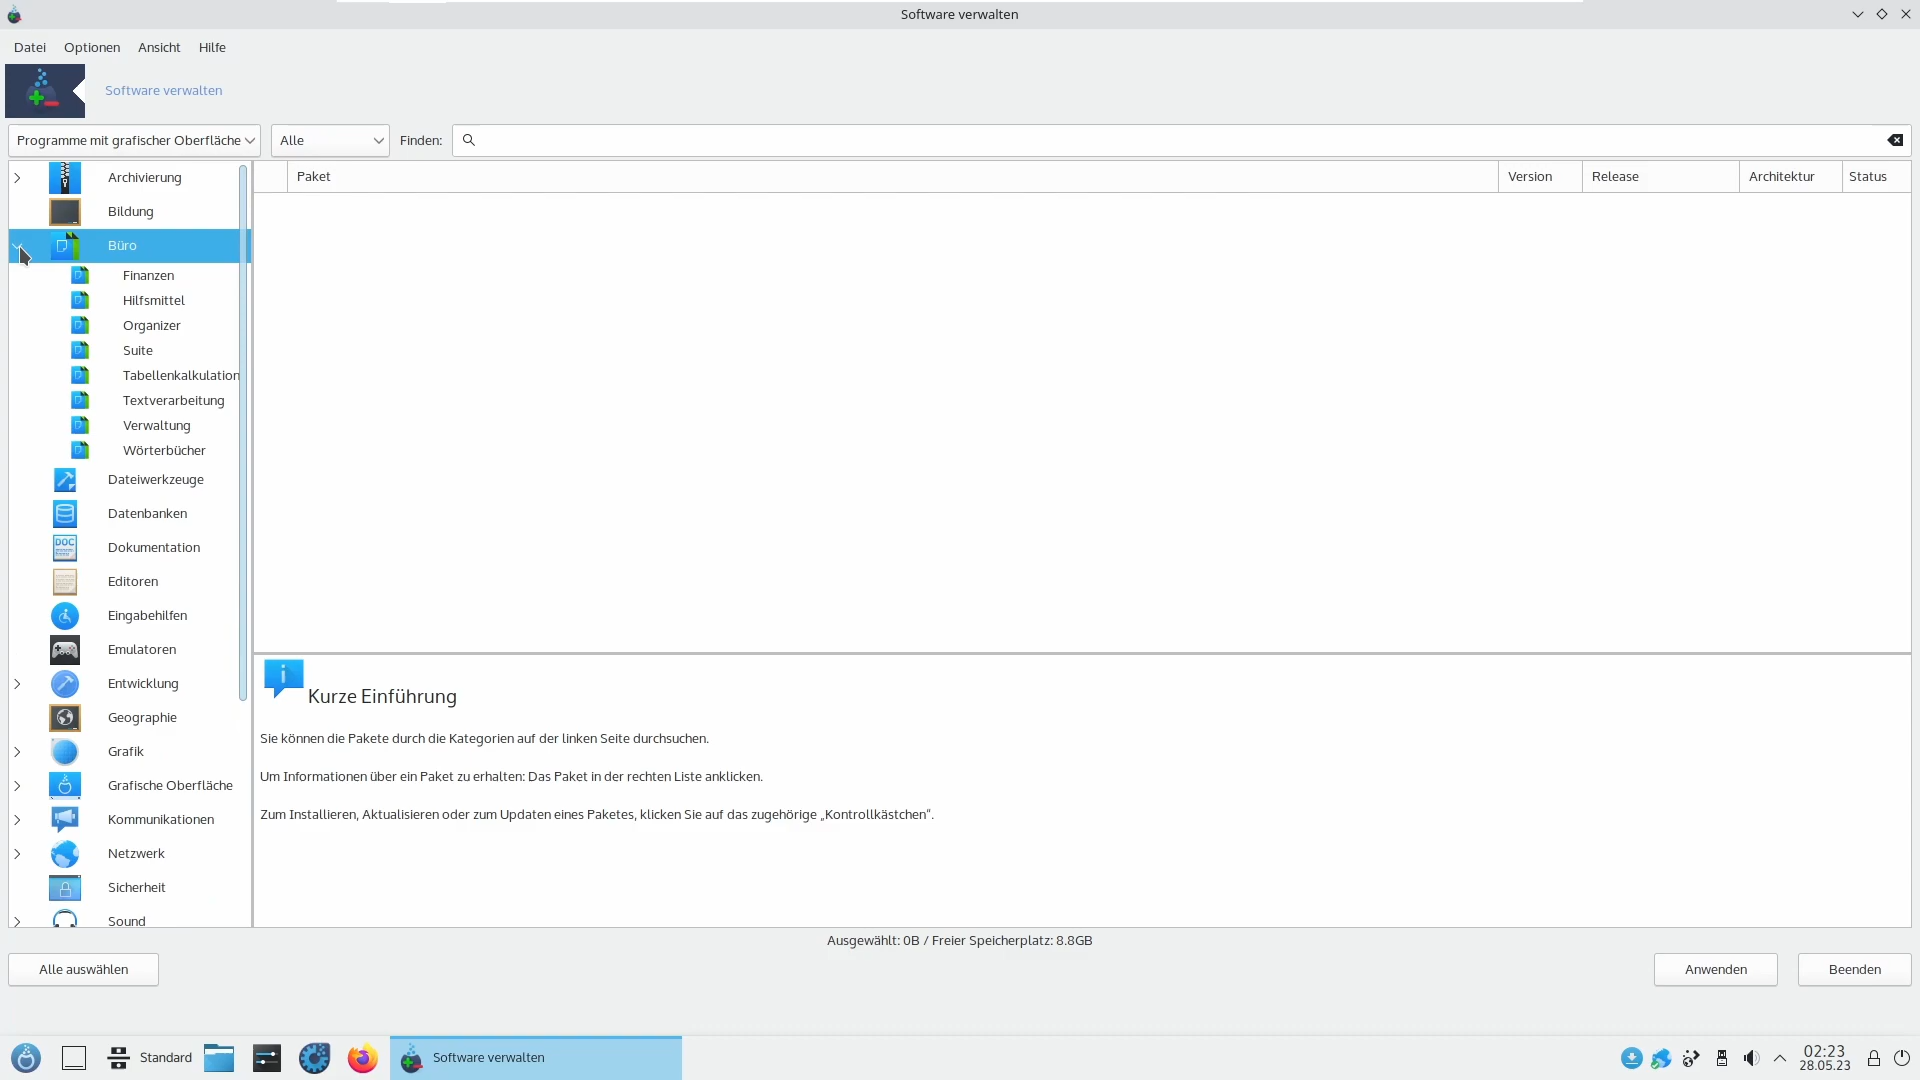 Software verwalten
Datei Optionen Ansicht Hilfe
Software verwalten
Programme mit grafischer Oberfläche Alle Finden:
Paket Version Release Architektur Status
Archivierung
Bildung
Büro
Finanzen
Hilfsmittel
Organizer
Suite
Tabellenkalkulation
Textverarbeitung
Verwaltung
Wörterbücher
Dateiwerkzeuge
Datenbanken
DOC
Dokumentation
Editoren
Eingabehilfen
Emulatoren
Entwicklung
Geographie
Grafik
Grafische Oberfläche
Kommunikationen
Netzwerk
Sicherheit
Sound
Kurze Einführung
Sie können die Pakete durch die Kategorien auf der linken Seite durchsuchen.
Um Informationen über ein Paket zu erhalten: Das Paket in der rechten Liste anklicken.
Zum Installieren, Aktualisieren oder zum Updaten eines Paketes, klicken Sie auf das zugehörige „Kontrollkästchen“.
Ausgewählt: 0B / Freier Speicherplatz: 8.8GB
Alle auswählen Anwenden Beenden
Standard Software verwalten 02:23
28.05.23